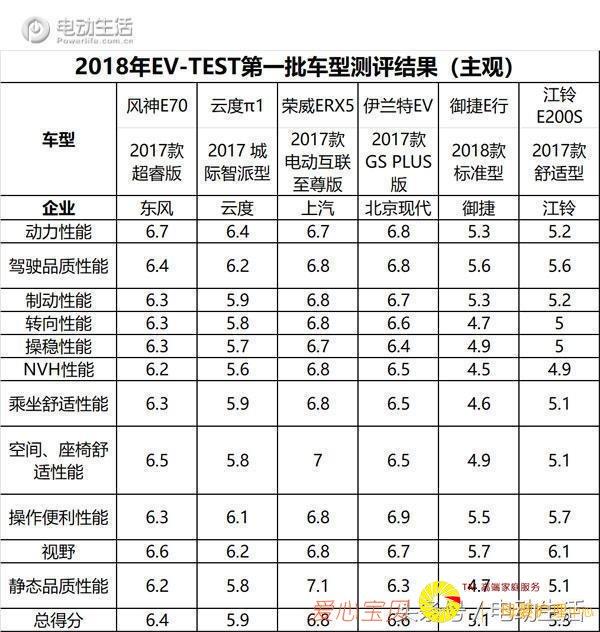 电动生活
Powerlife.com.cn
2018年EV-TEST第一批车型测评结果（主观）
车型 风神E70 云度π1 荣威ERX5 伊兰特EV 御捷E行 江铃E200S
2017款超睿版 2017 城际智派型 2017款电动互联至尊版 2017款GS PLUS版 2018款标准型 2017款舒适型
企业 东风 云度 上汽 北京现代 御捷 江铃
动力性能 6.7 6.4 6.7 6.8 5.3 5.2
驾驶品质性能 6.4 6.2 6.8 6.8 5.6 5.6
制动性能 6.3 5.9 6.8 6.7 5.3 5.2
转向性能 6.3 5.8 6.8 6.6 4.7 5
操稳性能 6.3 5.7 6.7 6.4 4.9 5
NVH性能 6.2 5.6 6.8 6.5 4.5 4.9
乘坐舒适性能 6.3 5.9 6.8 6.5 4.6 5.1
空间、座椅舒适性能 6.5 5.8 7 6.5 4.9 5.1
操作便利性能 6.3 6.1 6.8 6.9 5.5 5.7
视野 6.6 6.2 6.8 6.7 5.7 6.1
静态品质性能 6.2 5.8 7.1 6.3 4.7 5.1
高端家庭服务
总得分 6.4 5.9 6.8 6.6 5.1 5.3
爱心宝贝
电动生活